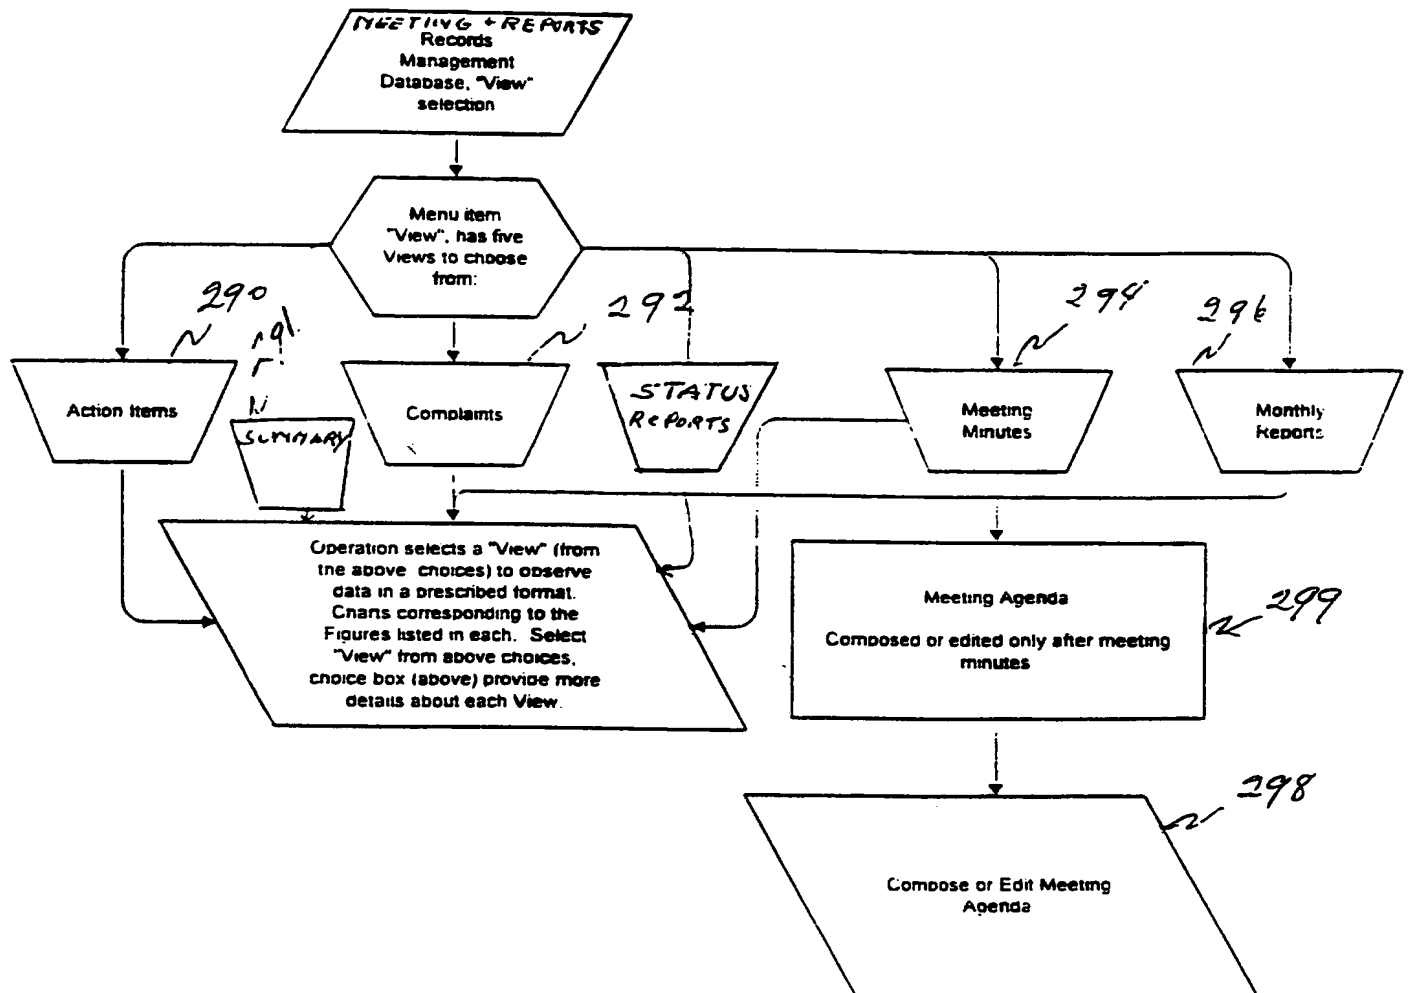 MEETING + REPORTS
Records
Management
Database, "View"
selection
Menu item
"View", has five
Views to choose
from:
290
292
294
296
Action Items
SUMMARY
Complaints
STATUS
REPORTS
Meeting
Minutes
Monthly
Reports
Operation selects a "View" (from
the above choices) to observe
data in a prescribed format.
Charts corresponding to the
Figures listed in each. Select
"View" from above choices,
choice box (above) provide more
details about each View.
Meeting Agenda
Composed or edited only after meeting
minutes
299
298
Compose or Edit Meeting
Agenda